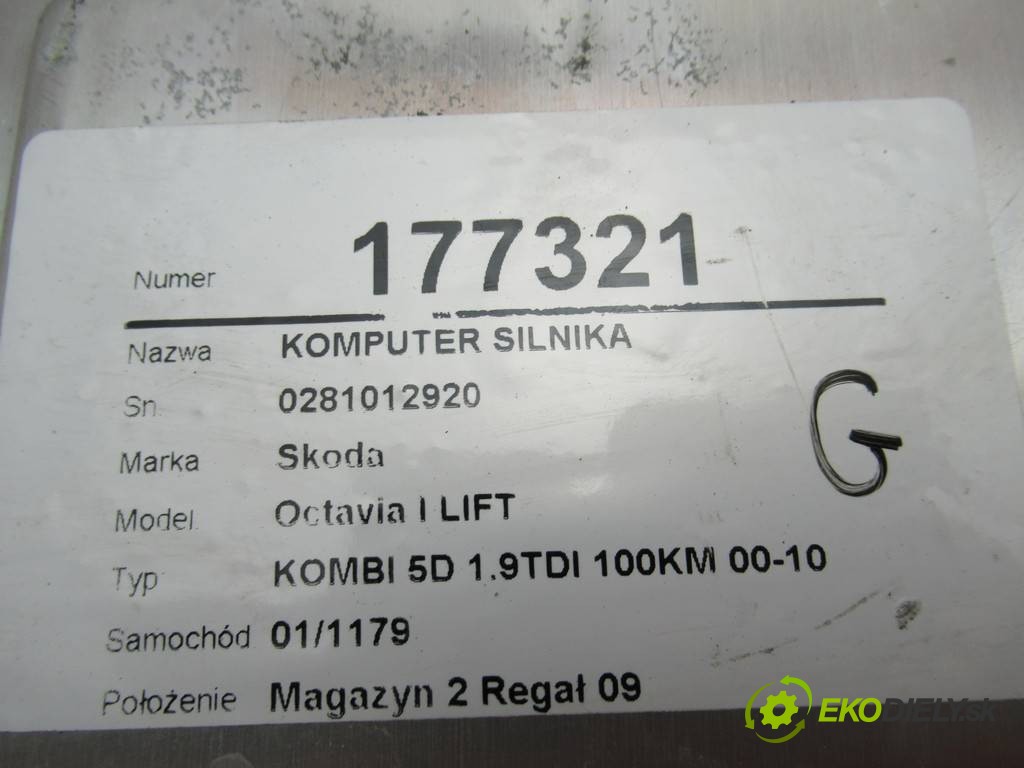 Numer 177321
Nazwa KOMPUTER SILNIKA
Sn. 0281012920
Marka Skoda
Model Octavia I LIFT
Typ KOMBI 5D 1.9TDI 100KM 00-10
Samochód 01/1179
Położenie Magazyn 2 Regał 09
G
EKODIELY.sk